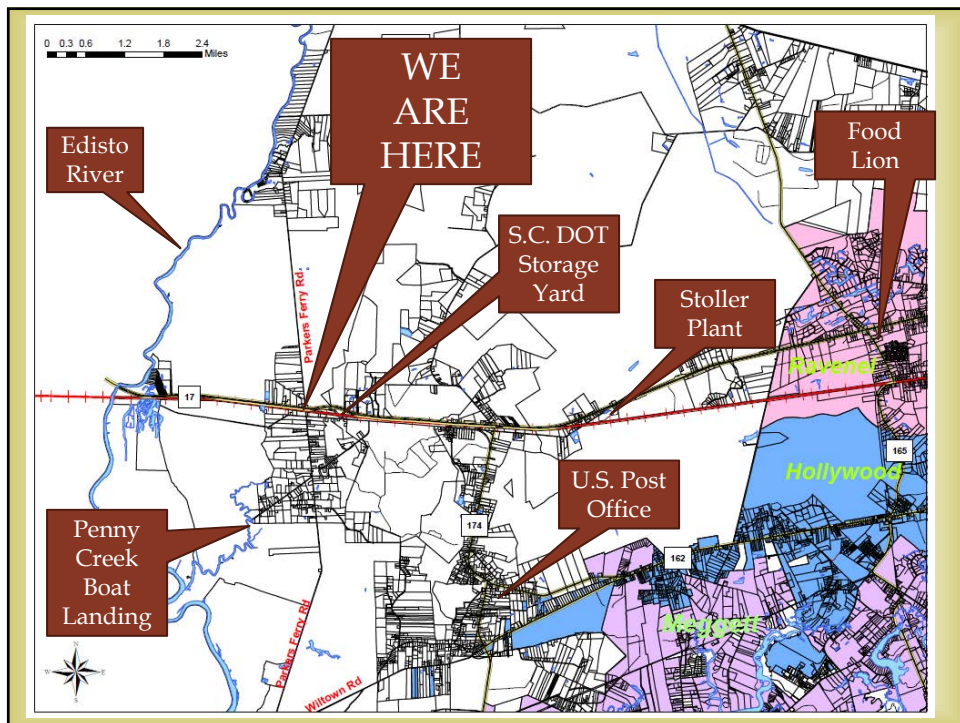 0 0.3 0.6 1.2 1.8 2.4
Miles
WE
ARE
HERE
Edisto
River
Food
Lion
S.C. DOT
Storage
Yard
Stoller
Plant
Parkers Ferry Rd
Ravenel
17
165
Hollywood
U.S. Post
Office
174
162
Penny
Creek
Boat
Landing
Meggett
Parkers Ferry Rd
Wiltown Rd
N
W
E
S